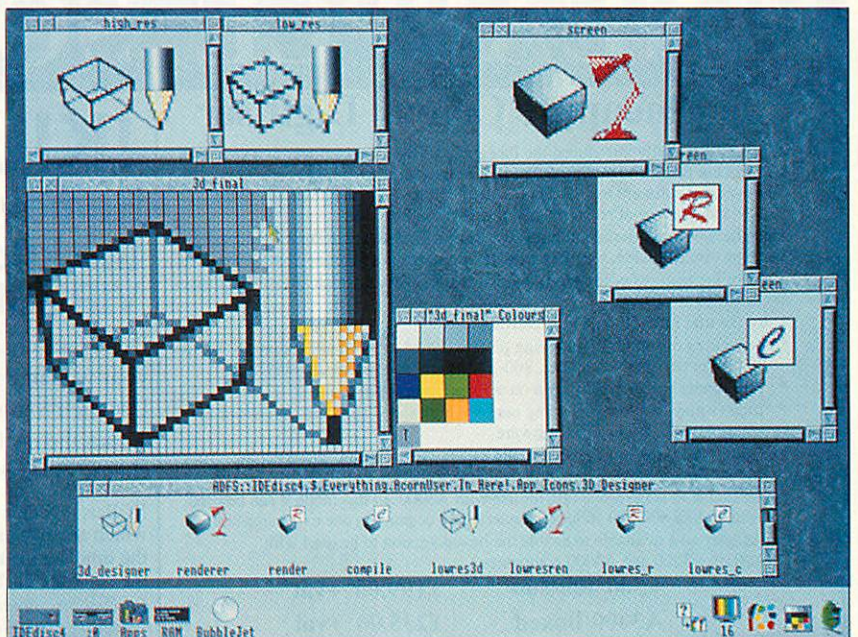 high_res
low_res
screen
reen
R
3d_final
een
C
"3d_final" Colours
T
ADFS::IDEdisc4.$.Everything.AcornUser.In_Here!.App_Icons.3D_Designer
3d_designer renderer render compile lowres3d lowresren lowres_r lowres_c
IDEdisc4 :0 Apps RAM BubbleJet
16